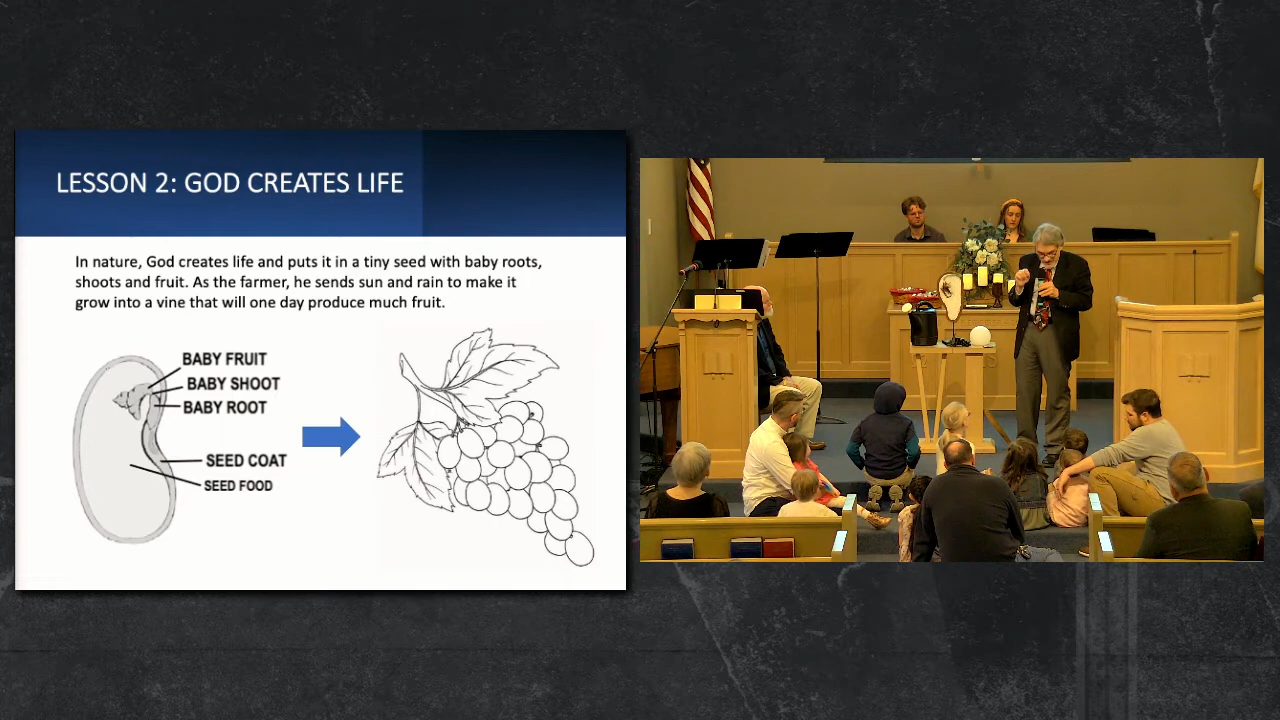 LESSON 2: GOD CREATES LIFE
In nature, God creates life and puts it in tiny seed with baby roots,
shoots and fruit. As the farmer, he sends sun and rain to make it
grow into a vine that will one day produce much fruit.
BABY FRUIT
BABY SHOOT
BABY ROOT
SEED COAT
SEED FOOD